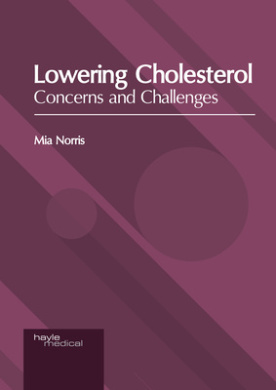 Lowering Cholesterol
Concerns and Challenges
Mia Norris
hayle
medical